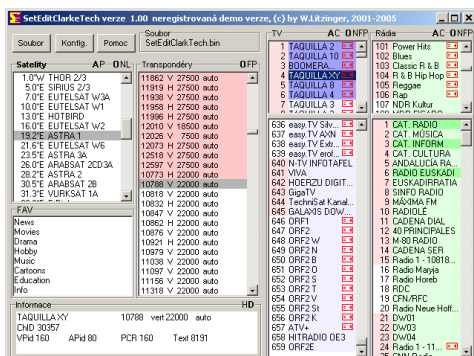 SetEditClarkeTech verze 1.00 neregistrovaná demo verze, (c) by W.Litzinger, 2001-2005
Soubor
Konfig.
Pomoc
Soubor
SetEditClarkeTech.bin
Satelity AP ONL
1.0°W THOR 2/3
5.0°E SIRIUS 2/3
7.0°E EUTELSAT W3A
10.0°E EUTELSAT W1
13.0°E HOTBIRD
16.0°E EUTELSAT W2
19.2°E ASTRA 1
21.6°E EUTELSAT W6
23.5°E ASTRA 3A
26.0°E ARABSAT 2CD3A
28.2°E ASTRA 2
30.5°E ARABSAT 2B
31.3°E TURKSAT 1A
FAV
News
Movies
Drama
Hobby
Music
Cartoons
Education
Info
Transpondéry OFP
11862 V 27500 auto
11919 H 27500 auto
11938 V 27500 auto
11958 H 27500 auto
11996 H 27500 auto
12010 V 18500 auto
12026 V 7500 auto
12073 H 27500 auto
12518 V 27500 auto
12597 V 27500 auto
10773 H 22000 auto
10788 V 22000 auto
10818 V 22000 auto
10832 H 22000 auto
10847 V 22000 auto
10862 H 22000 auto
10876 V 22000 auto
10921 H 22000 auto
10979 V 22000 auto
11038 V 22000 auto
11097 V 22000 auto
11156 V 22000 auto
11318 V 22000 auto
Informace HD
TAQUILLA XY 10788 vert 22000 auto
ChID 30357
VPid 160 APid 80 PCR 160 Text 8191
TV AC ONFP
1 TAQUILLA 2
2 TAQUILLA 10
3 BOOMERA...
4 TAQUILLA XY
5 TAQUILLA 8
6 TAQUILLA 4
7 TAQUILLA 3
636 easy.TV Silv...
637 easy.TV AXN
638 easy.TV Extr...
639 easy.TV erof...
640 N-TV INFOTAFEL
641 VIVA
642 HOERZU DIGIT...
643 GigaTV
644 TechniSat Kanal...
645 GALAXIS DOW...
646 ORF1
647 ORF2
648 ORF2 W
649 ORF2 N
650 ORF2 B
651 ORF2 O
652 ORF2 S
653 ORF2 T
654 ORF2 V
655 ORF2 St
656 ORF2 K
657 ATV+
658 HITRADIO OE3
659 ORF2E
Rádia AC ONFP
101 Power Hits
102 Blues
103 Classic R & B
104 R & B Hip Hop
105 Reggae
106 Rap
107 NDR Kultur
1 CAT. RADIO
2 CAT. MÚSICA
3 CAT. INFORM
4 CAT. CULTURA
5 ANDALUCÍA RA...
6 RADIO EUSKADI
7 EUSKADIRRATIA
8 SINFO RADIO
9 MÁXIMA FM
10 RADIOLÉ
11 CADENA DIAL
12 40 PRINCIPALES
13 M-80 RADIO
14 CADENA SER
15 Radio 1 - 10818...
16 Radio Maryja
17 Radio Horeb
18 RDC
19 CFN/RFC
20 Radio Neue Hoff...
21 DW01
22 DW03
23 DW04
24 Radio 1 - 11...